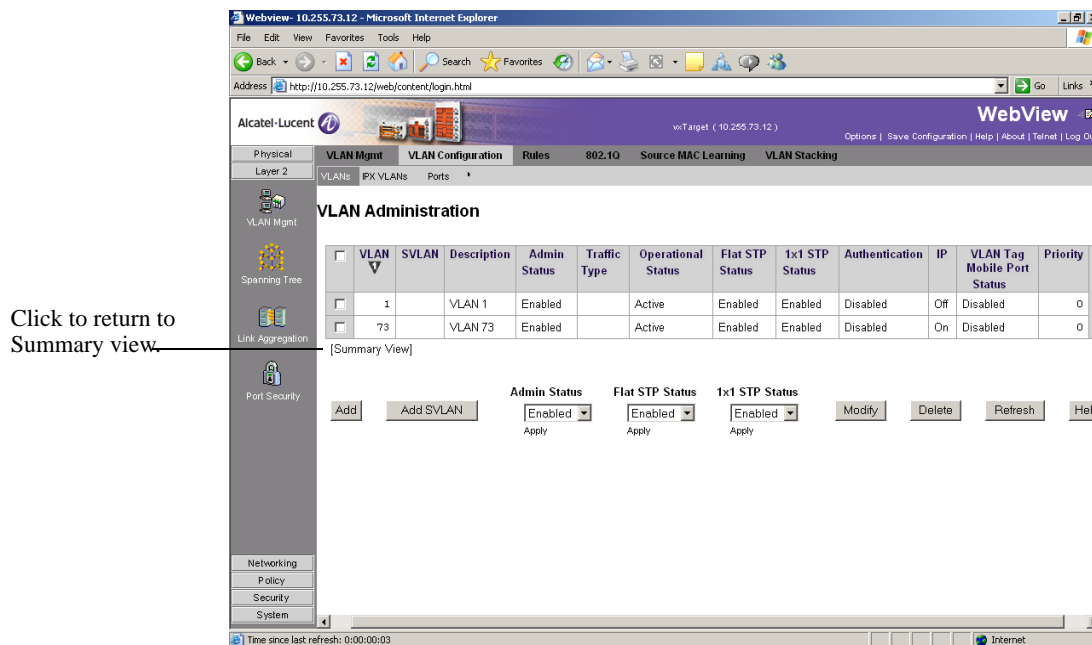 Webview- 10.255.73.12 - Microsoft Internet Explorer
File Edit View Favorites Tools Help
Back Search Favorites
Address http://10.255.73.12/web/content/login.html Go Links
Alcatel·Lucent vxTarget ( 10.255.73.12 ) WebView
Options | Save Configuration | Help | About | Telnet | Log Ou
Physical VLAN Mgmt VLAN Configuration Rules 802.1Q Source MAC Learning VLAN Stacking
Layer 2 VLANs IPX VLANs Ports
VLAN Mgmt
Spanning Tree
Link Aggregation
Port Security
VLAN Administration
VLAN 1 SVLAN Description Admin Status Traffic Type Operational Status Flat STP Status 1x1 STP Status Authentication IP VLAN Tag Mobile Port Status Priority
1 VLAN 1 Enabled Active Enabled Enabled Disabled Off Disabled 0
73 VLAN 73 Enabled Active Enabled Enabled Disabled On Disabled 0
Click to return to
Summary view.
[Summary View]
Admin Status Flat STP Status 1x1 STP Status
Add Add SVLAN Enabled Enabled Enabled Modify Delete Refresh Hel
Apply Apply Apply
Networking
Policy
Security
System
Time since last refresh: 0:00:00:03 Internet